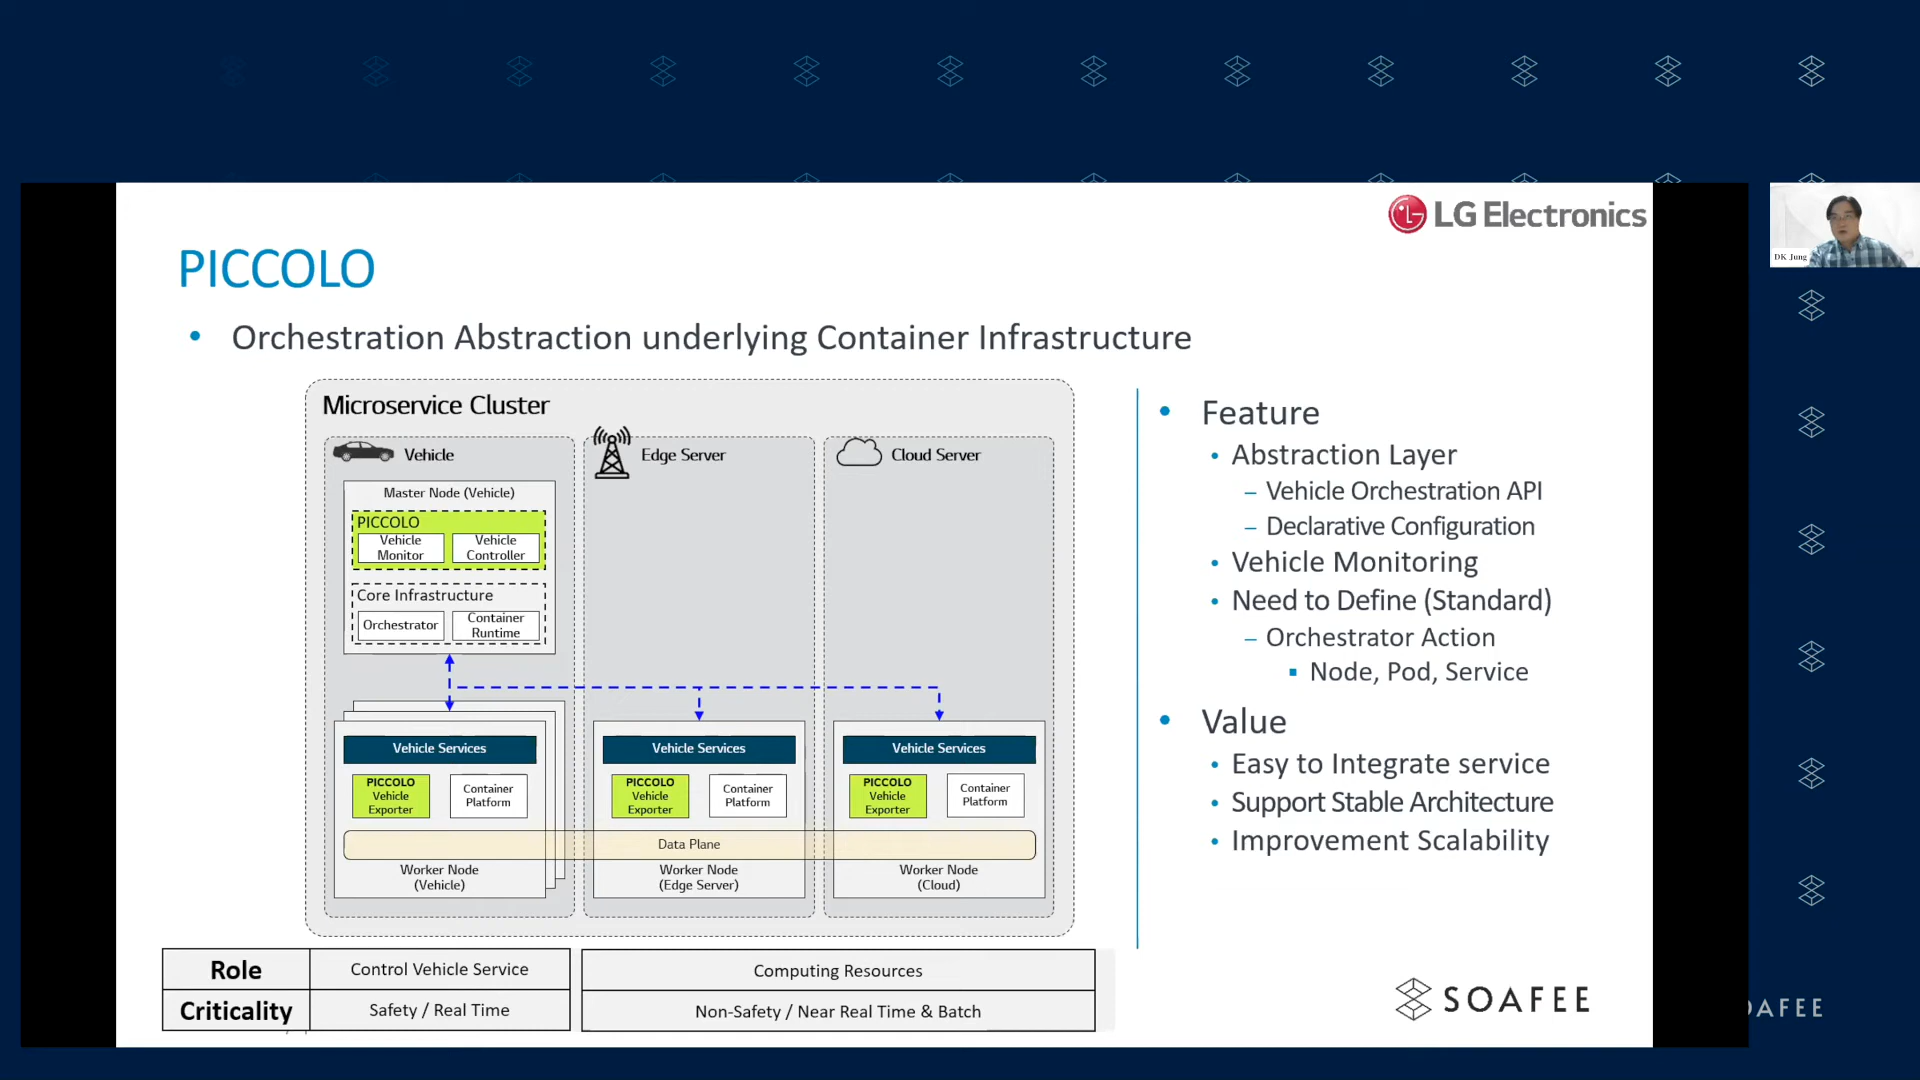 LG Electronics
DK Jung
PICCOLO
• Orchestration Abstraction underlying Container Infrastructure
Microservice Cluster
Vehicle
Edge Server
Cloud Server
Master Node (Vehicle)
PICCOLO
Vehicle
Monitor
Vehicle
Controller
Core Infrastructure
Orchestrator
Container
Runtime
Vehicle Services
PICCOLO
Vehicle
Exporter
Container
Platform
Vehicle Services
PICCOLO
Vehicle
Exporter
Container
Platform
Vehicle Services
PICCOLO
Vehicle
Exporter
Container
Platform
Data Plane
Worker Node
(Vehicle)
Worker Node
(Edge Server)
Worker Node
(Cloud)
• Feature
• Abstraction Layer
– Vehicle Orchestration API
– Declarative Configuration
• Vehicle Monitoring
• Need to Define (Standard)
– Orchestrator Action
▪ Node, Pod, Service
• Value
• Easy to Integrate service
• Support Stable Architecture
• Improvement Scalability
Role
Control Vehicle Service
Computing Resources
Criticality
Safety / Real Time
Non-Safety / Near Real Time & Batch
SOAFEE
AFEE